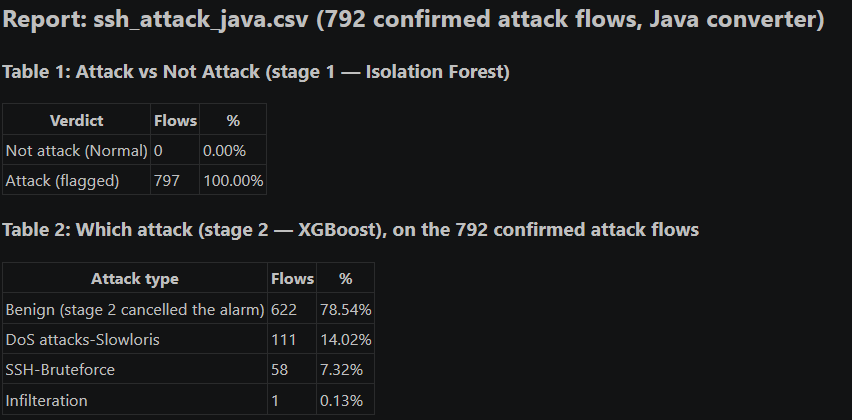 Report: ssh_attack_java.csv (792 confirmed attack flows, Java converter)
Table 1: Attack vs Not Attack (stage 1 — Isolation Forest)
Verdict Flows %
Not attack (Normal) 0 0.00%
Attack (flagged) 797 100.00%
Table 2: Which attack (stage 2 — XGBoost), on the 792 confirmed attack flows
Attack type Flows %
Benign (stage 2 cancelled the alarm) 622 78.54%
DoS attacks-Slowloris 111 14.02%
SSH-Bruteforce 58 7.32%
Infilteration 1 0.13%